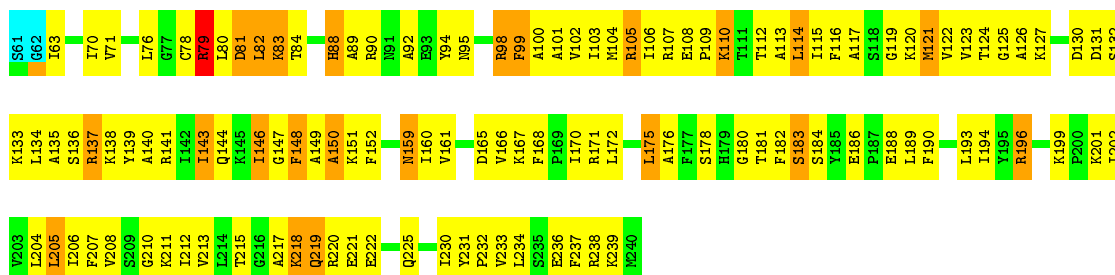 S61 G62 I63 I70 V71 L76 G77 C78 R79 L80 D81 L82 K83 T84 H88 A89 R90 N91 A92 E93 Y94 N95 R98 F99 A100 A101 V102 I103 M104 R105 I106 R107 E108 P109 K110 T111 T112 A113 L114 I115 F116 A117 S118 G119 K120 M121 V122 V123 T124 G125 A126 K127 D130 D131 S132
K133 L134 A135 S136 R137 K138 Y139 A140 R141 I142 I143 Q144 K145 I146 G147 F148 A149 A150 K151 F152 N159 I160 V161 D165 V166 K167 F168 P169 I170 R171 L172 L175 A176 F177 S178 H179 G180 T181 F182 S183 S184 Y185 E186 P187 E188 L189 F190 L193 I194 Y195 R196 K199 P200 K201
V203 L204 L205 I206 F207 V208 S209 G210 K211 I212 V213 L214 T215 G216 A217 K218 Q219 R220 E221 E222 Q225 I230 Y231 P232 V233 L234 S235 E236 F237 R238 K239 M240